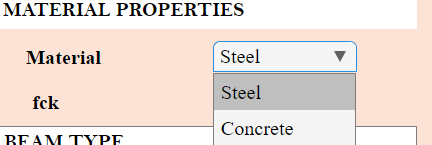 MATERIAL PROPERTIES
Material Steel
Steel
fck
Concrete
BEAM TYPE